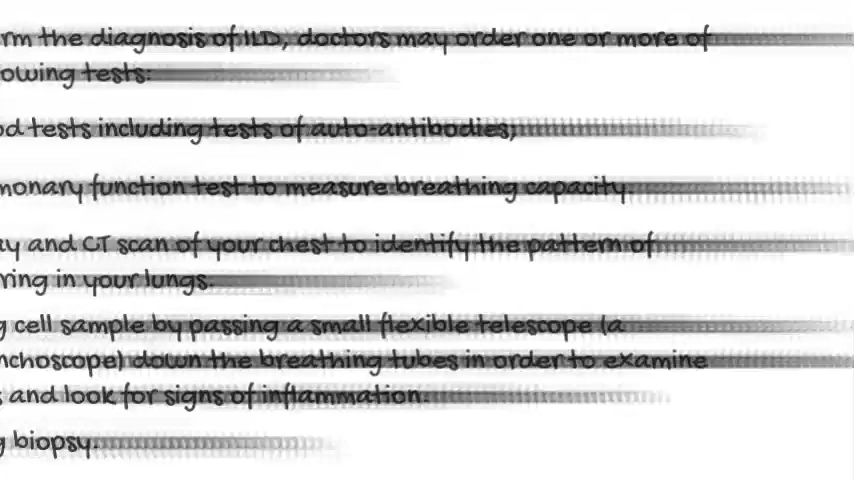 rm the diagnosis of ILD, doctors may order one or more of
owing tests:
od tests including tests of auto-antibodies;
monary function test to measure breathing capacity.
ay and CT scan of your chest to identify the pattern of
ring in your lungs.
g cell sample by passing a small flexible telescope (a
nchoscope) down the breathing tubes in order to examine
s and look for signs of inflammation.
g biopsy.